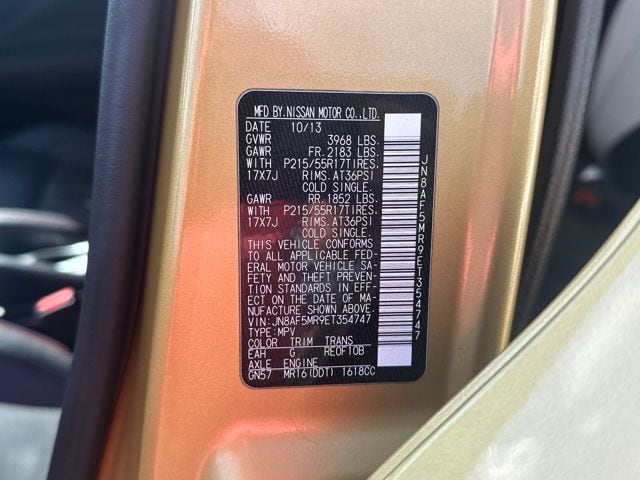 MFD BY.NISSAN MOTOR CO.,LTD.
DATE 10/13
GVWR 3968 LBS.
GAWR FR.2183 LBS.
WITH P215/55R17TIRES.
17X7J RIMS.AT36PSI
COLD SINGLE.
GAWR RR.1852 LBS.
WITH P215/55R17TIRES.
17X7J RIMS.AT36PSI
COLD SINGLE.
THIS VEHICLE CONFORMS
TO ALL APPLICABLE FED-
ERAL MOTOR VEHICLE SA-
FETY AND THEFT PREVEN-
TION STANDARDS IN EFF-
ECT ON THE DATE OF MA-
NUFACTURE SHOWN ABOVE.
VIN:JN8AF5MR9ET354747
TYPE:MPV
COLOR TRIM TRANS
EAH G REOFTOB
AXLE ENGINE
GN57 MR16(DDT) 1618CC
JN8AF5MR9ET354747